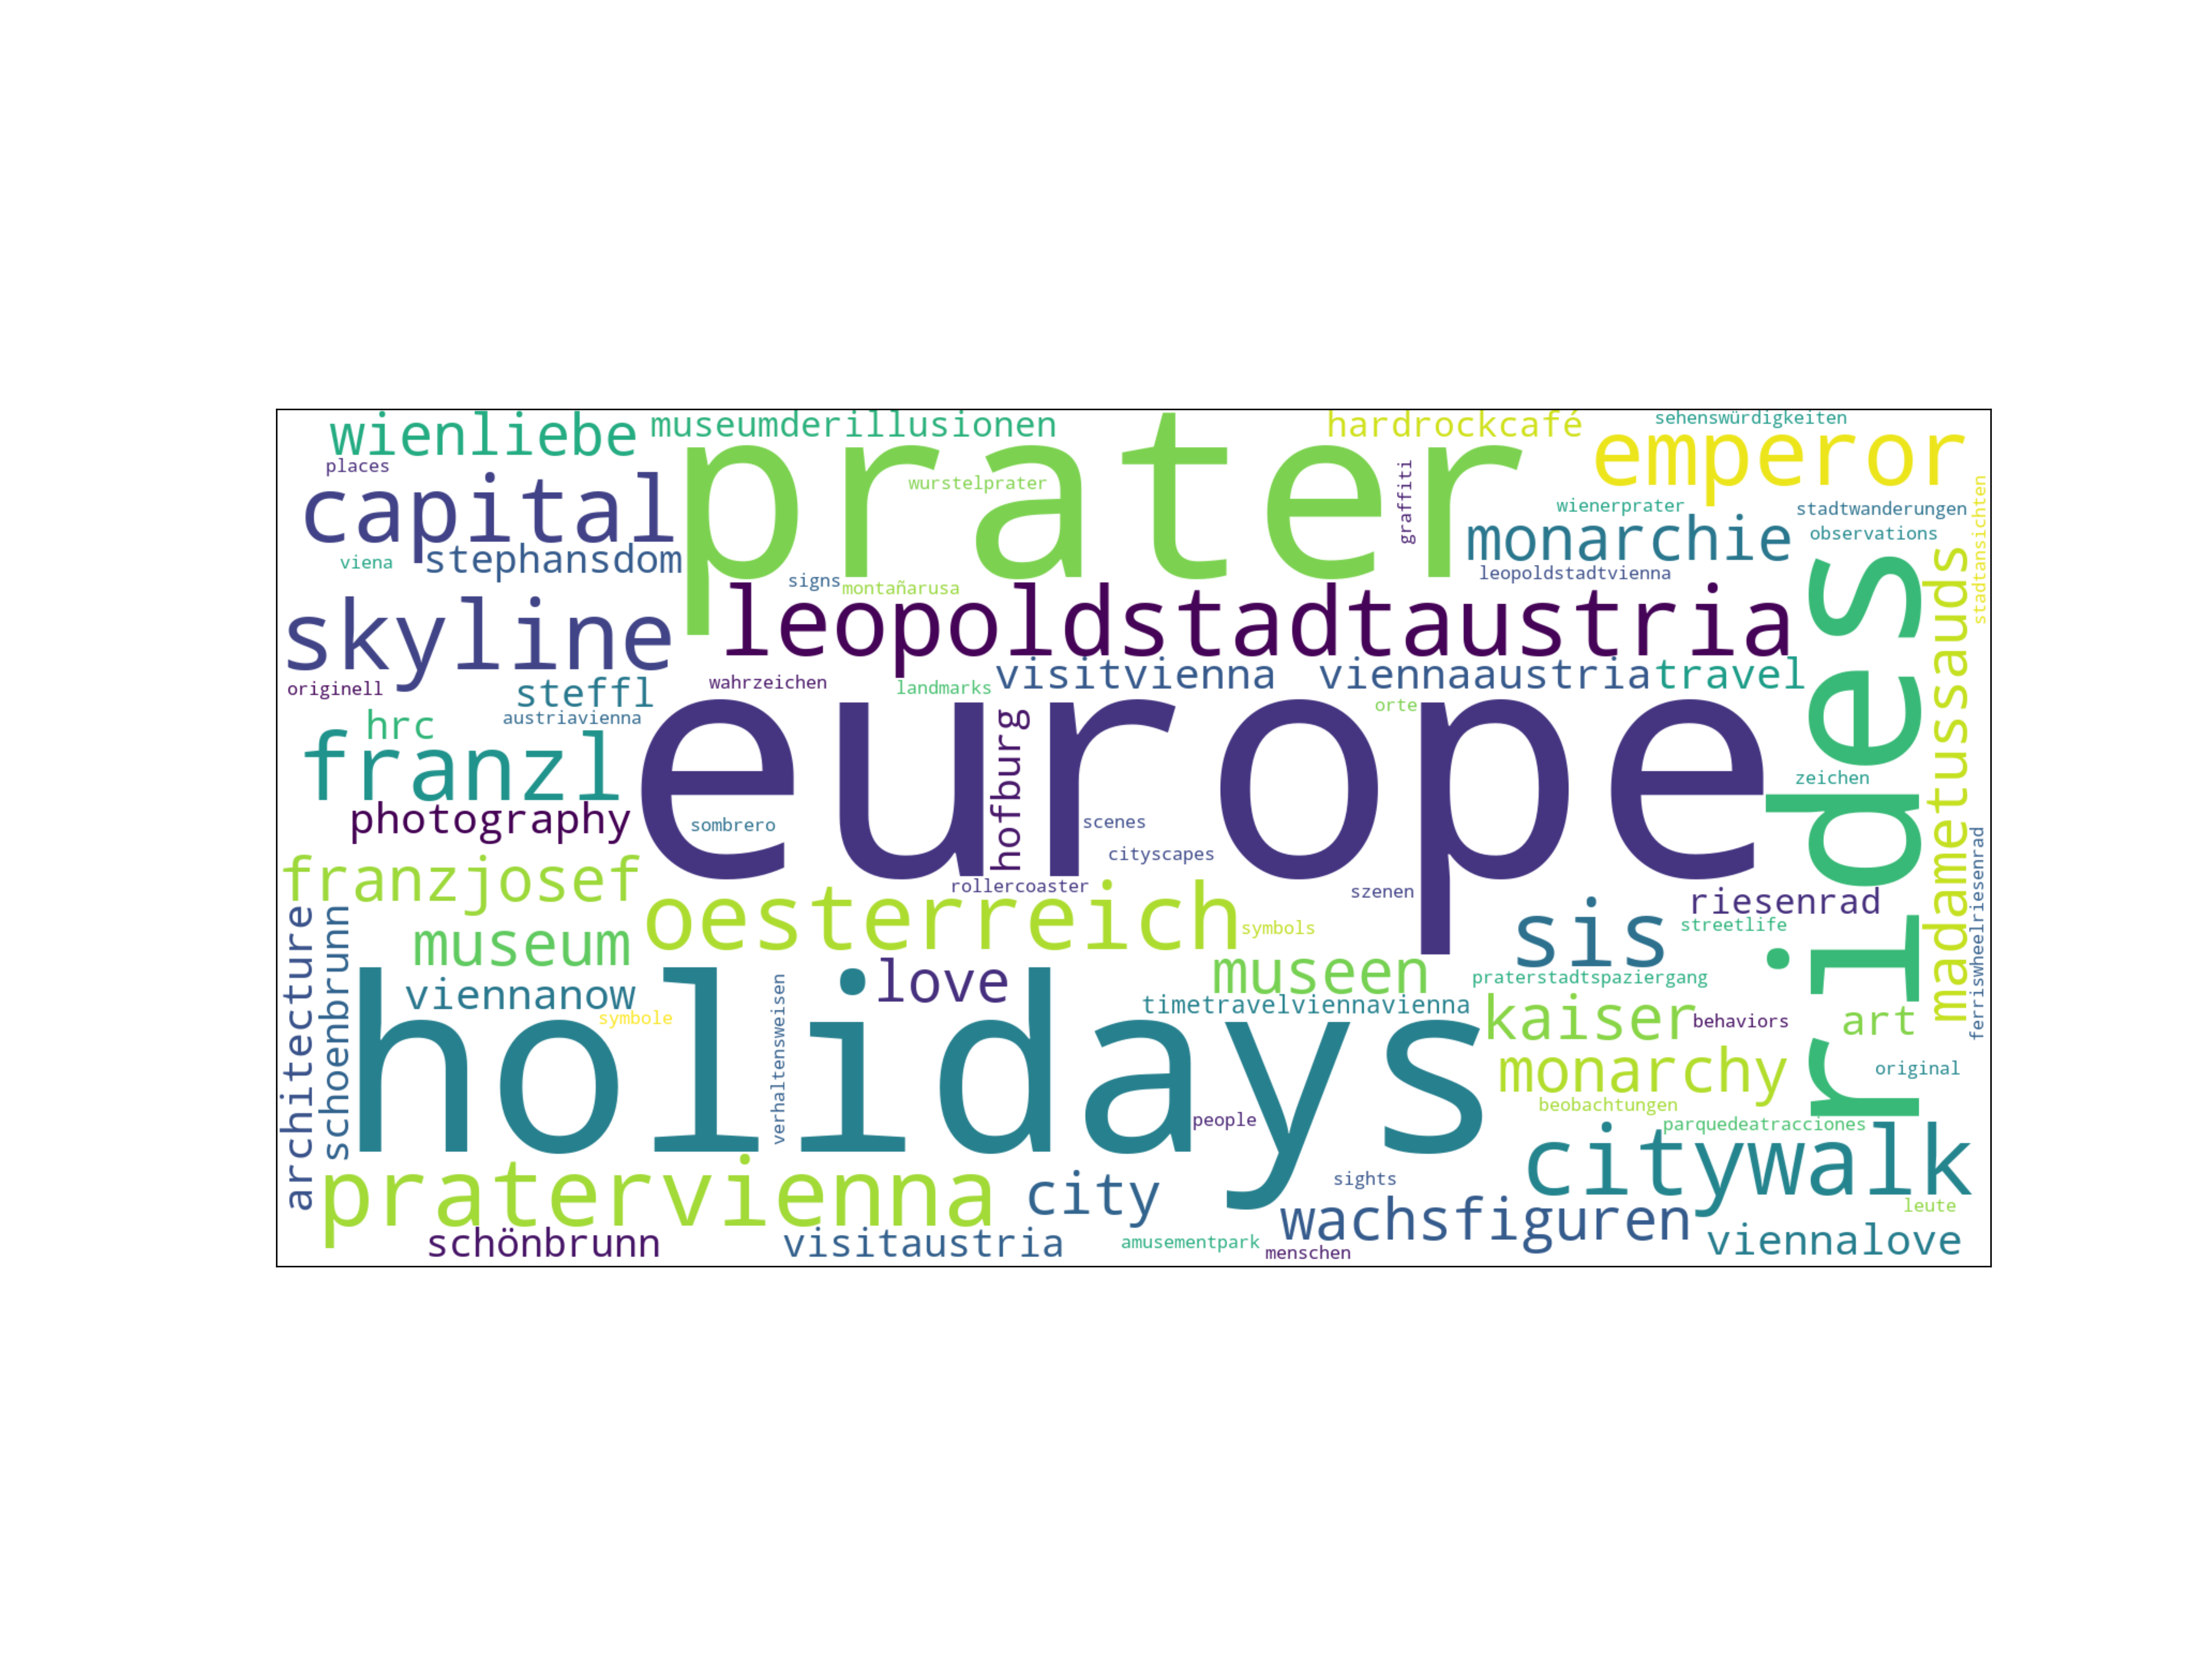 wienliebe
museumderillusionen
prater
hardrockcafé
sehenswürdigkeiten
emperor
places
capital
wurstelprater
graffiti
wienerprater
stadtwanderungen
stadtansichten
monarchie
observations
viena
stephansdom
signs
montañarusa
leopoldstadtvienna
leopoldstadtaustria
rides
madametussauds
skyline
originell
steffl
wahrzeichen
landmarks
visitvienna
viennaaustria
travel
hrc
austriavienna
orte
europe
hofburg
franzl
zeichen
photography
sombrero
scenes
cityscapes
ferriswheelriesenrad
franzjosef
rollercoaster
szenen
riesenrad
architecture
schoenbrunn
museum
oesterreich
symbols
sis
streetlife
love
museen
praterstadtspaziergang
viennanow
symbole
verhaltensweisen
timetravelviennavienna
kaiser
behaviors
art
holidays
monarchy
original
beobachtungen
people
parquedeatracciones
pratervienna
city
sights
citywalk
wachsfiguren
leute
schönbrunn
visitaustria
amusementpark
menschen
viennalove